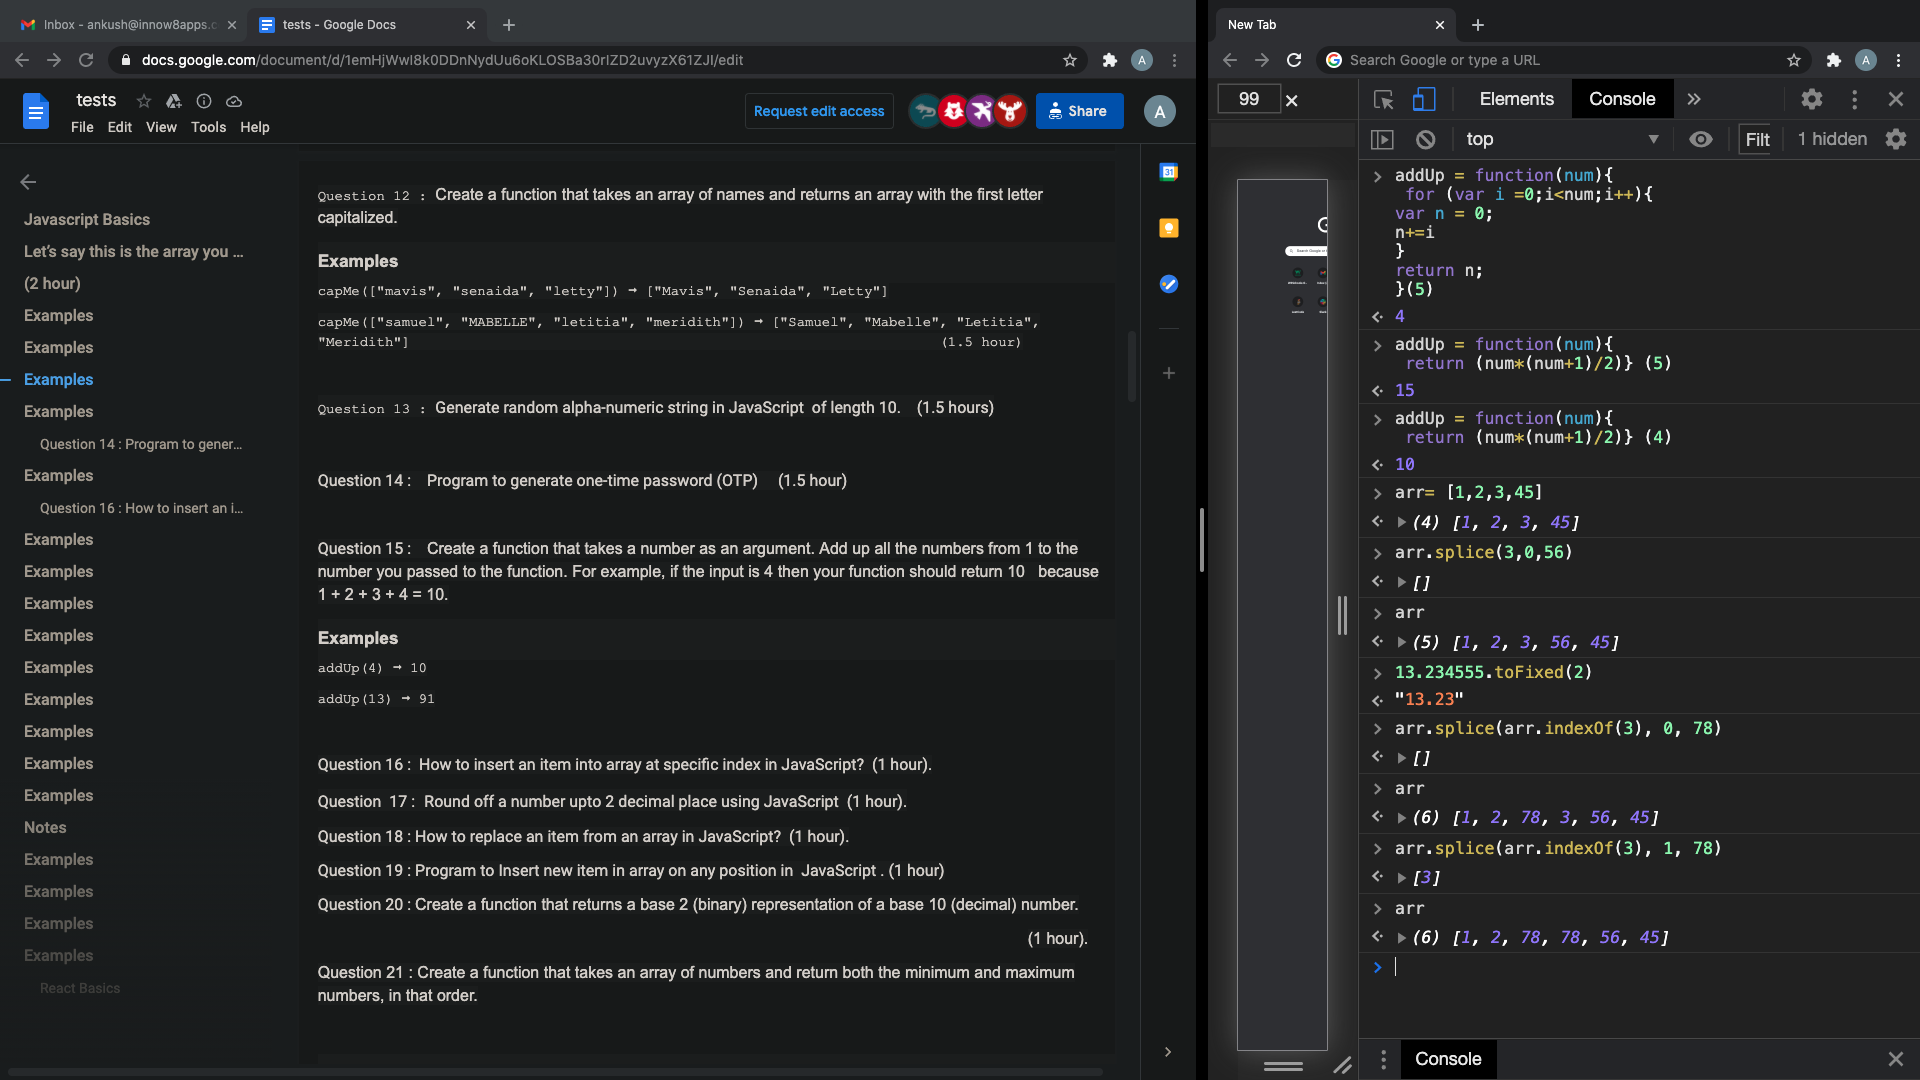 Inbox - ankush@innow8apps.c
tests - Google Docs
docs.google.com/document/d/1emHjWwI8k0DDnNydUu6oKLOSBa30rIZD2uvyzX61ZJI/edit
A
tests
File Edit View Tools Help
Request edit access
Share
A
31
Javascript Basics
Let's say this is the array you ...
(2 hour)
Examples
Examples
Examples
Examples
Question 14 : Program to gener...
Examples
Question 16 : How to insert an i...
Examples
Examples
Examples
Examples
Examples
Examples
Examples
Examples
Examples
Notes
Examples
Examples
Examples
Examples
React Basics
Question 12 : Create a function that takes an array of names and returns an array with the first letter
capitalized.
Examples
capMe(["mavis", "senaida", "letty"]) → ["Mavis", "Senaida", "Letty"]
capMe(["samuel", "MABELLE", "letitia", "meridith"]) → ["Samuel", "Mabelle", "Letitia",
"Meridith"] (1.5 hour)
Question 13 : Generate random alpha-numeric string in JavaScript of length 10. (1.5 hours)
Question 14 : Program to generate one-time password (OTP) (1.5 hour)
Question 15 : Create a function that takes a number as an argument. Add up all the numbers from 1 to the
number you passed to the function. For example, if the input is 4 then your function should return 10 because
1 + 2 + 3 + 4 = 10.
Examples
addUp(4) → 10
addUp(13) → 91
Question 16 : How to insert an item into array at specific index in JavaScript? (1 hour).
Question 17 : Round off a number upto 2 decimal place using JavaScript (1 hour).
Question 18 : How to replace an item from an array in JavaScript? (1 hour).
Question 19 : Program to Insert new item in array on any position in JavaScript . (1 hour)
Question 20 : Create a function that returns a base 2 (binary) representation of a base 10 (decimal) number.
(1 hour).
Question 21 : Create a function that takes an array of numbers and return both the minimum and maximum
numbers, in that order.
New Tab
Search Google or type a URL
A
99
Elements Console
top
Filt
1 hidden
addUp = function(num){
for (var i =0;i<num;i++){
var n = 0;
n+=i
}
return n;
}(5)
4
addUp = function(num){
return (num*(num+1)/2)} (5)
15
addUp = function(num){
return (num*(num+1)/2)} (4)
10
arr= [1,2,3,45]
(4) [1, 2, 3, 45]
arr.splice(3,0,56)
[]
arr
(5) [1, 2, 3, 56, 45]
13.234555.toFixed(2)
"13.23"
arr.splice(arr.indexOf(3), 0, 78)
[]
arr
(6) [1, 2, 78, 3, 56, 45]
arr.splice(arr.indexOf(3), 1, 78)
[3]
arr
(6) [1, 2, 78, 78, 56, 45]
Console